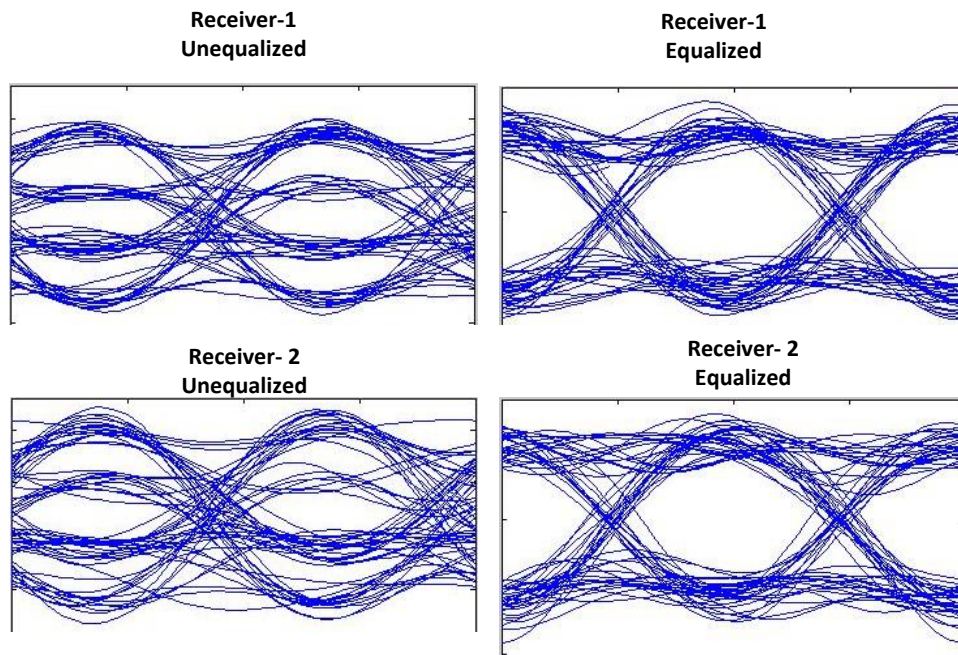 Receiver-1
Unequalized
Receiver-1
Equalized
Receiver- 2
Unequalized
Receiver- 2
Equalized